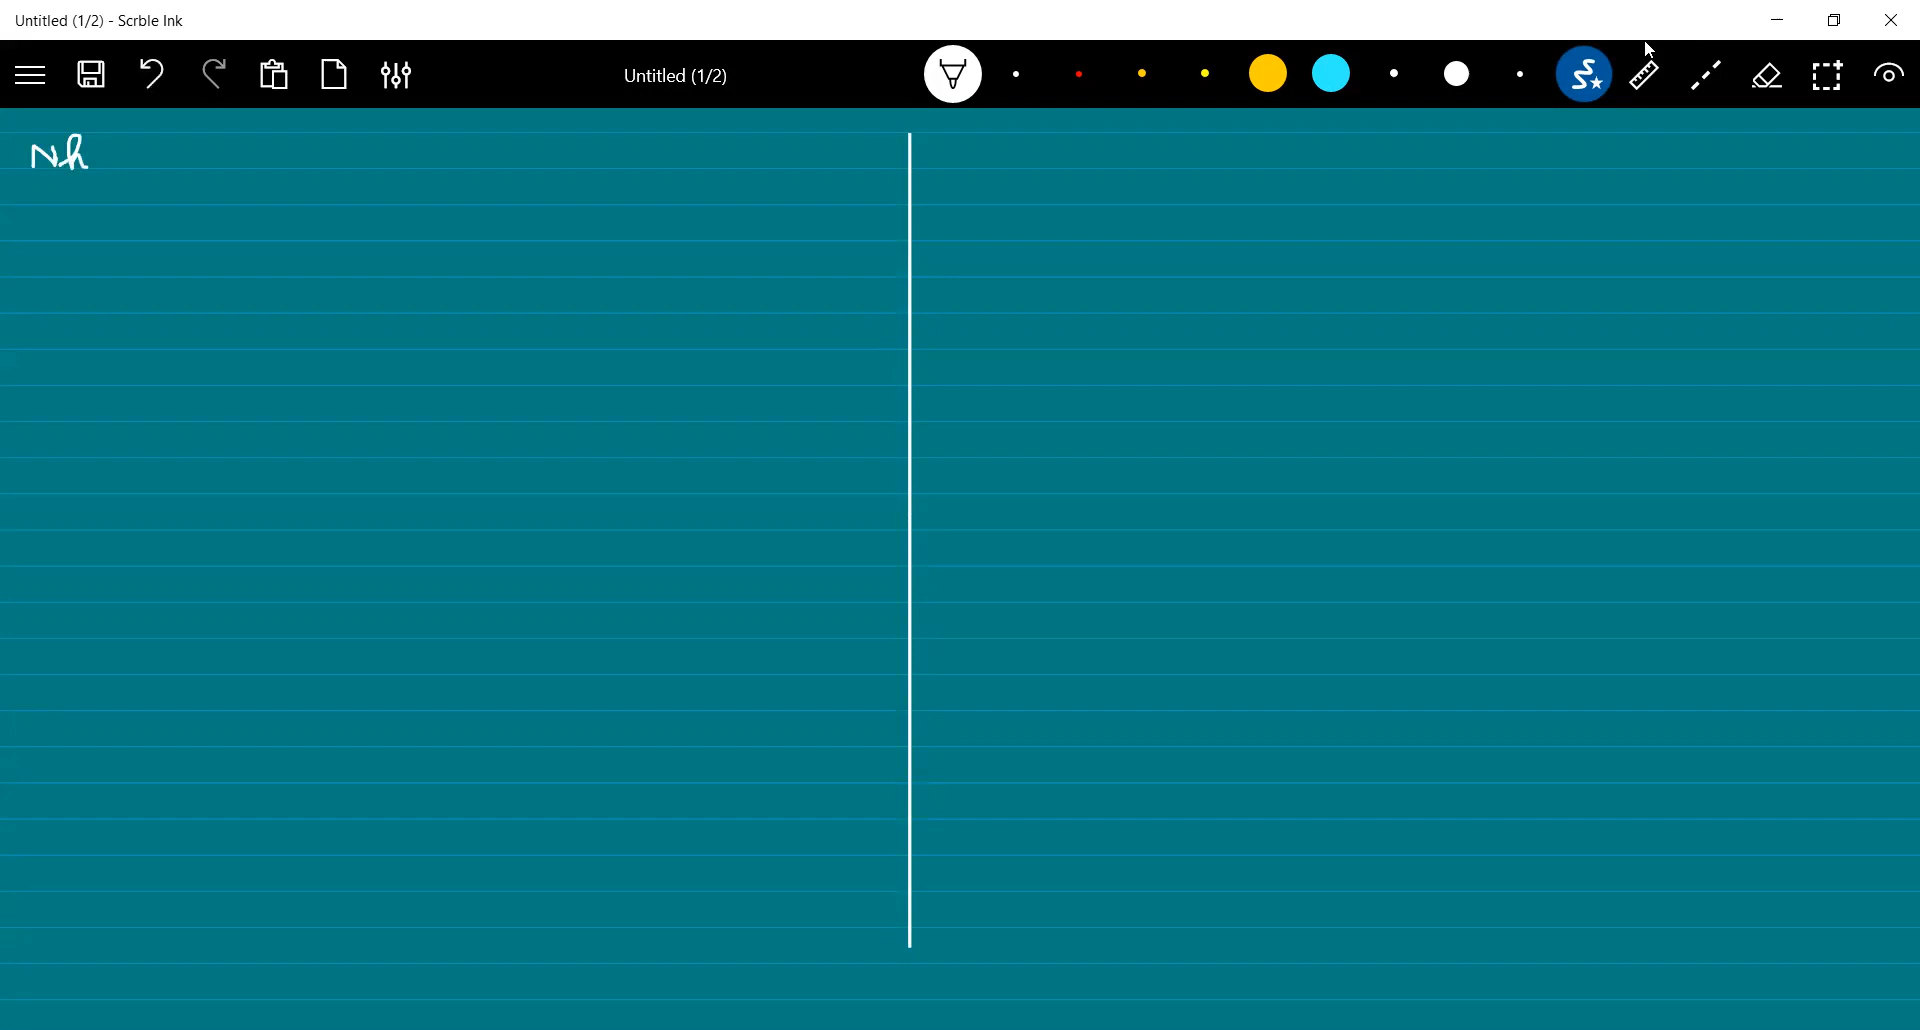 Untitled (1/2) - Scrble Ink
Untitled (1/2)
Nh